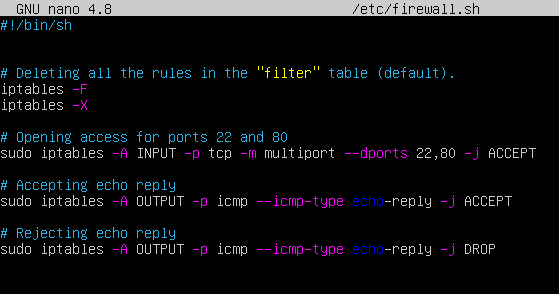 GNU nano 4.8 /etc/firewall.sh
#!/bin/sh
# Deleting all the rules in the "filter" table (default).
iptables -F
iptables -X
# Opening access for ports 22 and 80
sudo iptables -A INPUT -p tcp -m multiport --dports 22,80 -j ACCEPT
# Accepting echo reply
sudo iptables -A OUTPUT -p icmp --icmp-type echo-reply -j ACCEPT
# Rejecting echo reply
sudo iptables -A OUTPUT -p icmp --icmp-type echo-reply -j DROP